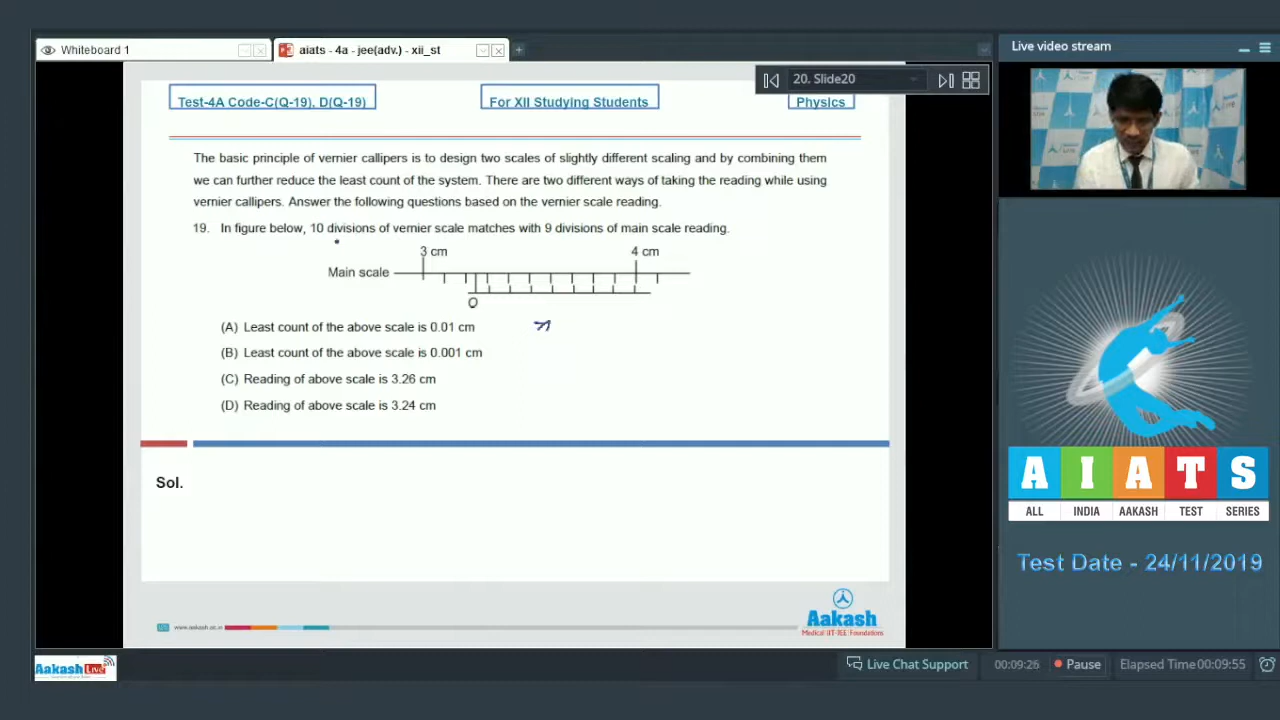 Whiteboard 1
aiats - 4a - jee(adv.) - xii_st
Live video stream
20. Slide20
Test-4A Code-C(Q-19), D(Q-19)
For XII Studying Students
Physics
The basic principle of vernier callipers is to design two scales of slightly different scaling and by combining them
we can further reduce the least count of the system. There are two different ways of taking the reading while using
vernier callipers. Answer the following questions based on the vernier scale reading.
19. In figure below, 10 divisions of vernier scale matches with 9 divisions of main scale reading.
3 cm
4 cm
Main scale
O
(A) Least count of the above scale is 0.01 cm
(B) Least count of the above scale is 0.001 cm
(C) Reading of above scale is 3.26 cm
(D) Reading of above scale is 3.24 cm
Sol.
www.aakash.ac.in
Aakash
Medical | IIT-JEE | Foundations
A I A T S
ALL INDIA AAKASH TEST SERIES
Test Date - 24/11/2019
Aakash Live
Live Chat Support
00:09:26
Pause
Elapsed Time 00:09:55